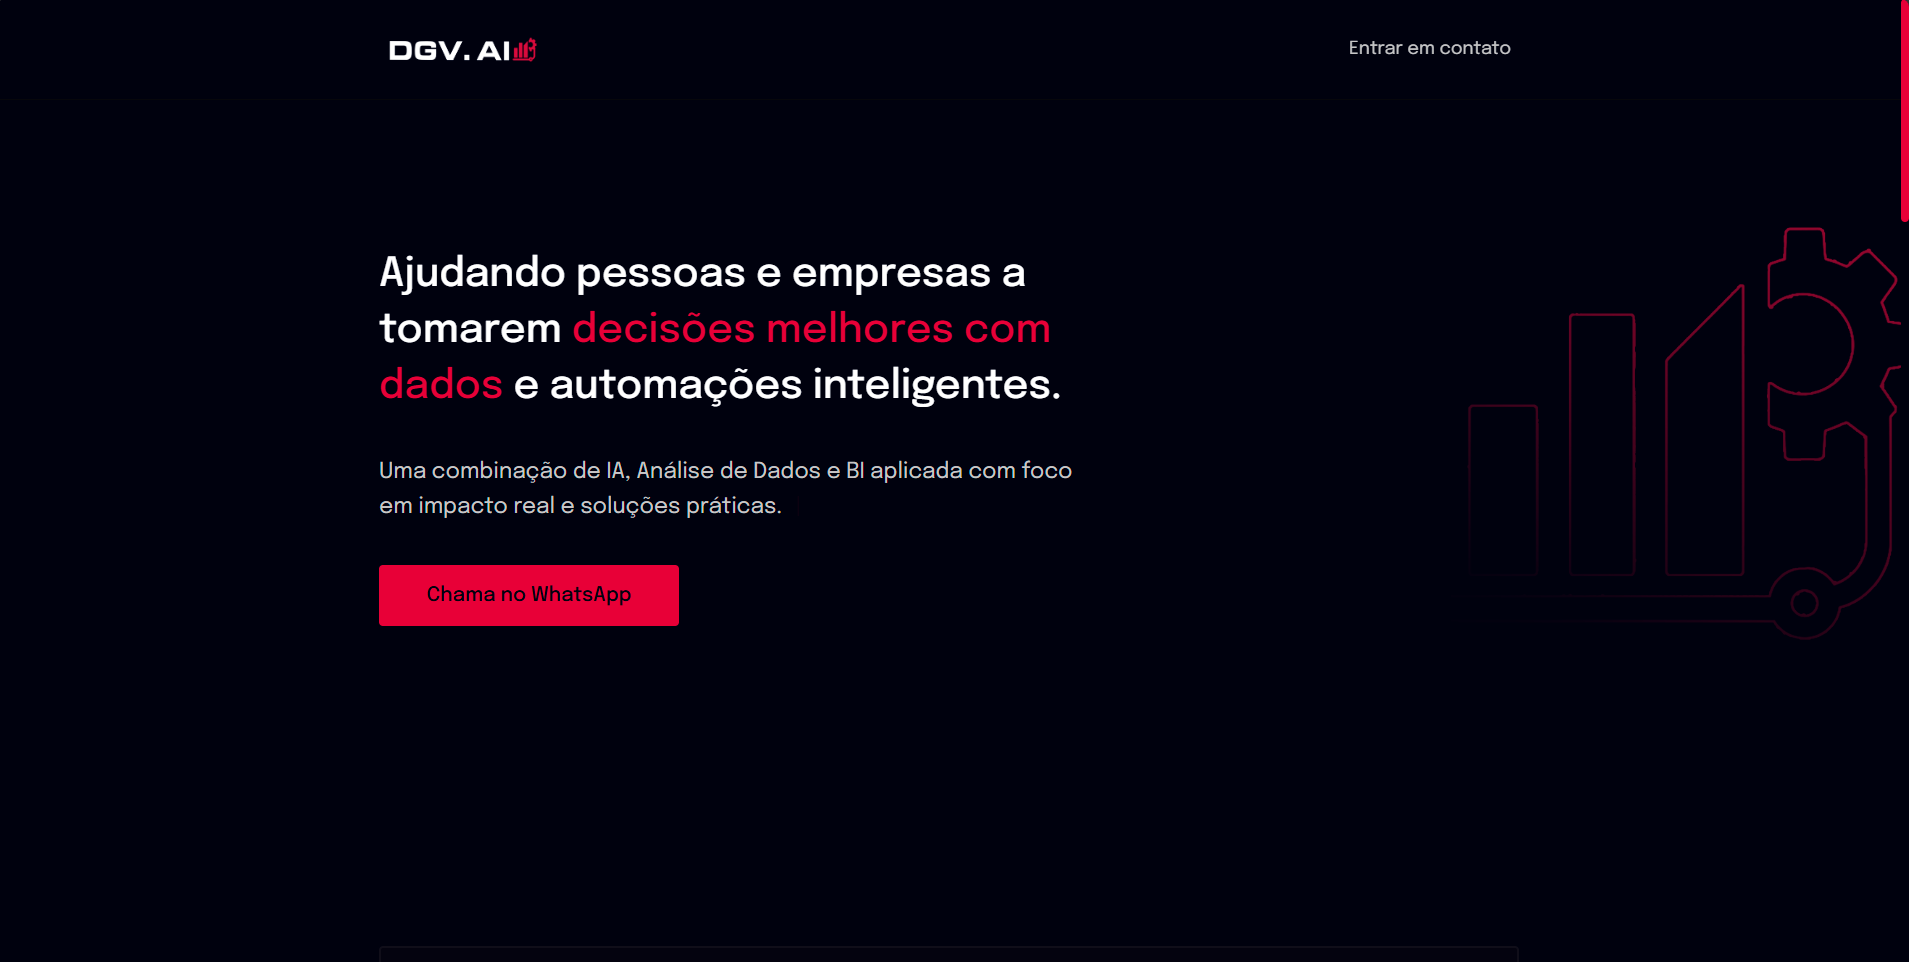 DGV. AI
Entrar em contato
Ajudando pessoas e empresas a
tomarem decisões melhores com
dados e automações inteligentes.
Uma combinação de IA, Análise de Dados e BI aplicada com foco
em impacto real e soluções práticas.
Chama no WhatsApp